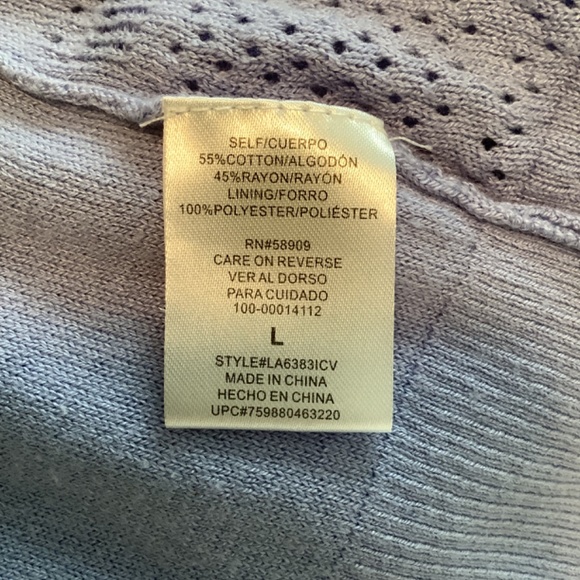 SELF/CUERPO
55%COTTON/ALGODÓN
45%RAYON/RAYÓN
LINING/FORRO
100%POLYESTER/POLIÉSTER
RN#58909
CARE ON REVERSE
VER AL DORSO
PARA CUIDADO
100-00014112
L
STYLE#LA6383ICV
MADE IN CHINA
HECHO EN CHINA
UPC#759880463220